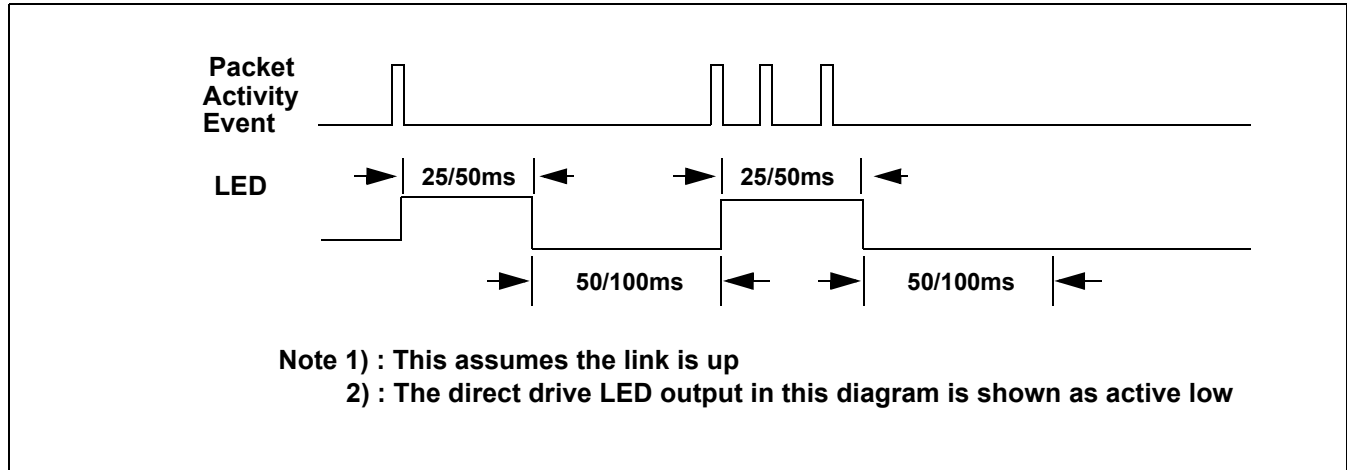 Packet
Activity
Event
LED
25/50ms
25/50ms
50/100ms
50/100ms
Note 1) : This assumes the link is up
2) : The direct drive LED output in this diagram is shown as active low